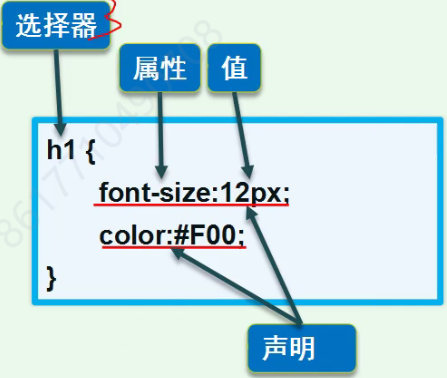 选择器
属性 值
h1 {
font-size:12px;
color:#F00;
}
声明